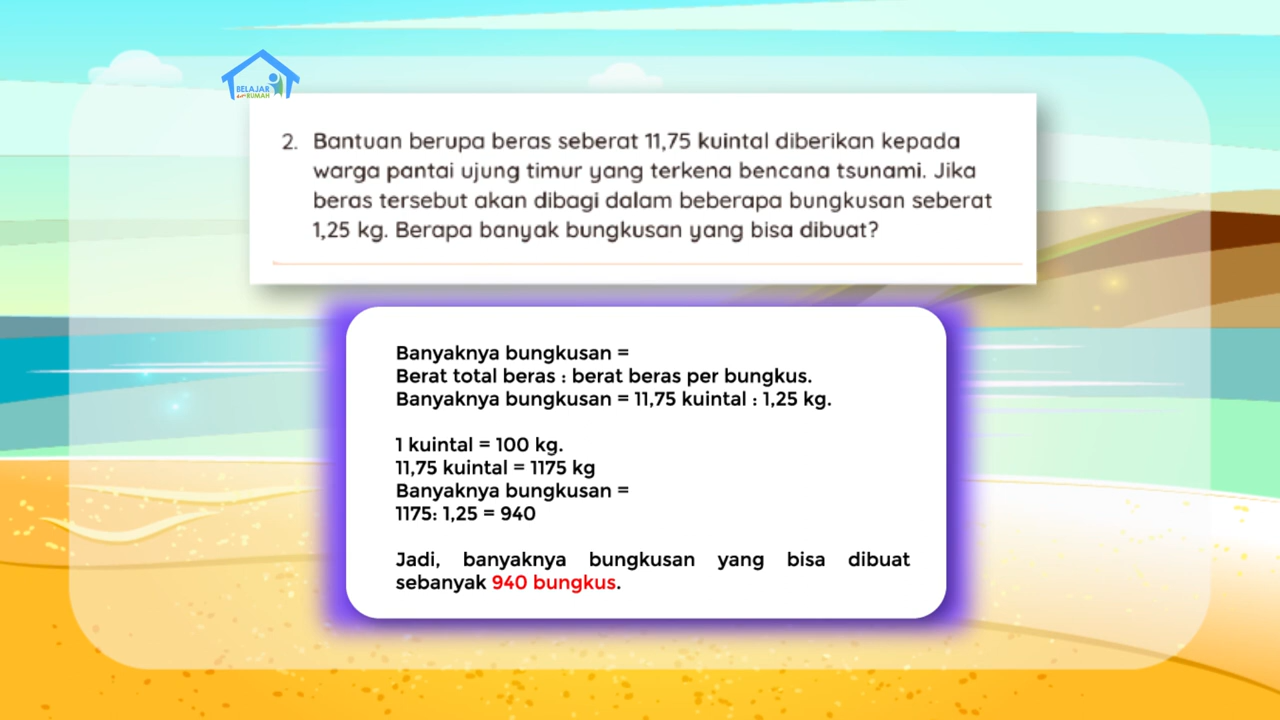 BELAJAR
dari RUMAH
2. Bantuan berupa beras seberat 11,75 kuintal diberikan kepada
warga pantai ujung timur yang terkena bencana tsunami. Jika
beras tersebut akan dibagi dalam beberapa bungkusan seberat
1,25 kg. Berapa banyak bungkusan yang bisa dibuat?
Banyaknya bungkusan =
Berat total beras : berat beras per bungkus.
Banyaknya bungkusan = 11,75 kuintal : 1,25 kg.
1 kuintal = 100 kg.
11,75 kuintal = 1175 kg
Banyaknya bungkusan =
1175: 1,25 = 940
Jadi, banyaknya bungkusan yang bisa dibuat
sebanyak 940 bungkus.